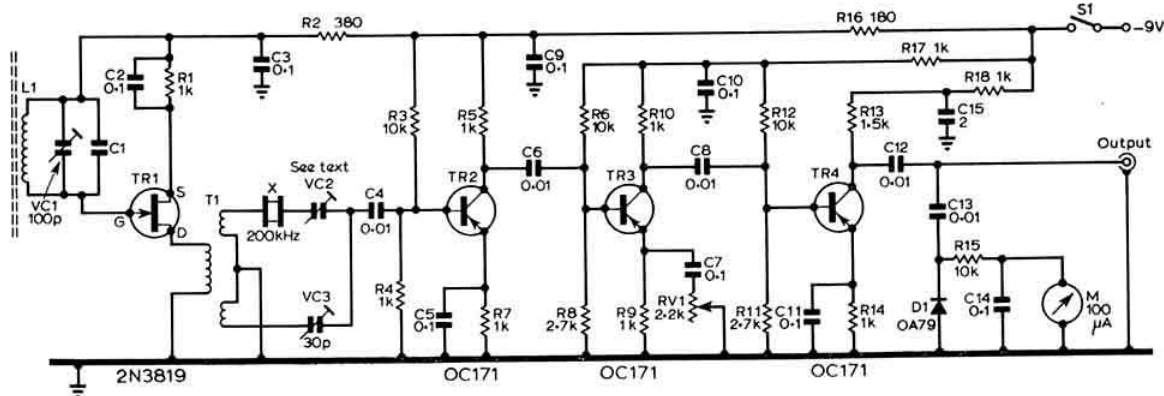 R2 380
R16 180
S1
-9V
R17 1k
R18 1k
C2
0.1
R1
1k
C3
0.1
C9
0.1
C10
0.1
C15
2
L1
C1
VC1
100p
R3
10k
R5
1k
R6
10k
R10
1k
R12
10k
R13
1.5k
TR1
S
G
D
T1
X
200kHz
See text
VC2
C4
0.01
TR2
C6
0.01
TR3
C8
0.01
TR4
C12
0.01
Output
C13
0.01
R15
10k
VC3
30p
R4
1k
C5
0.1
R7
1k
R8
2.7k
R9
1k
C7
0.1
RV1
2.2k
R11
2.7k
C11
0.1
R14
1k
D1
OA79
C14
0.1
M
100
µA
2N3819
OC171
OC171
OC171